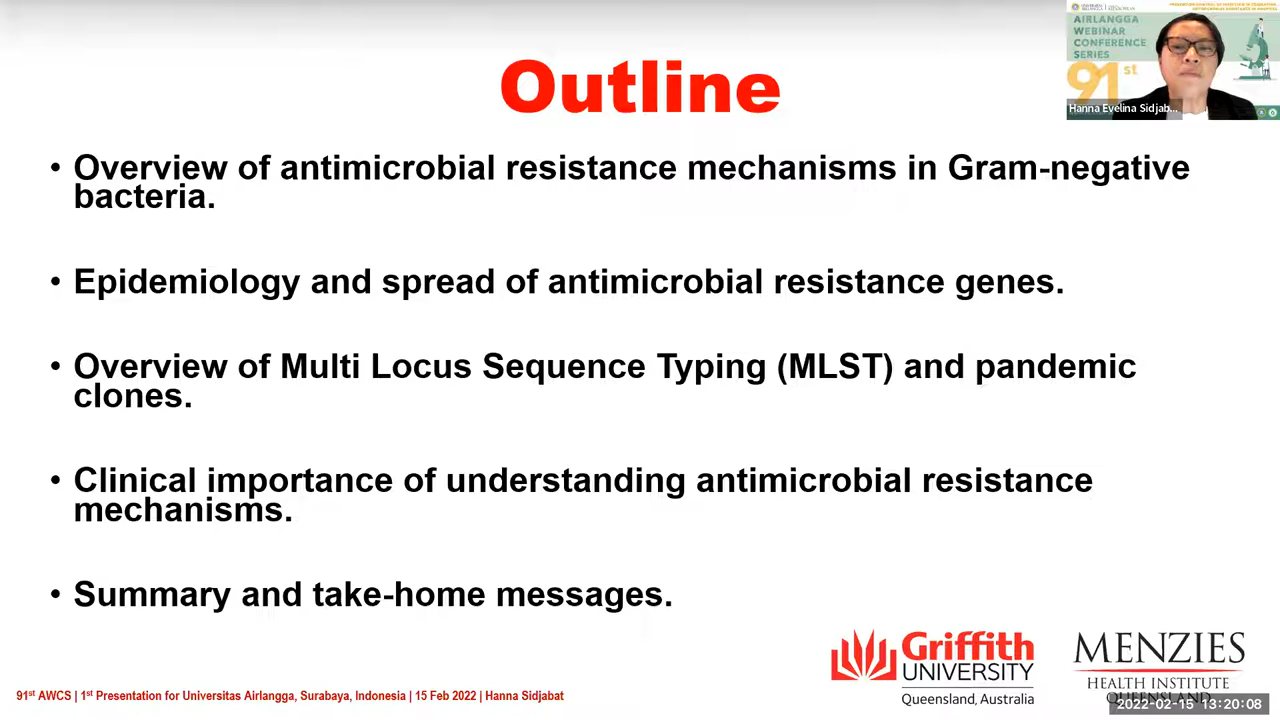 Outline
• Overview of antimicrobial resistance mechanisms in Gram-negative
bacteria.
• Epidemiology and spread of antimicrobial resistance genes.
• Overview of Multi Locus Sequence Typing (MLST) and pandemic
clones.
• Clinical importance of understanding antimicrobial resistance
mechanisms.
• Summary and take-home messages.
AIRLANGGA
WEBINAR
CONFERENCE
SERIES
91st
Hanna Evelina Sidjab...
Griffith
UNIVERSITY
Queensland, Australia
MENZIES
HEALTH INSTITUTE
QUEENSLAND
91st AWCS | 1st Presentation for Universitas Airlangga, Surabaya, Indonesia | 15 Feb 2022 | Hanna Sidjabat
2022-02-15 13:20:08